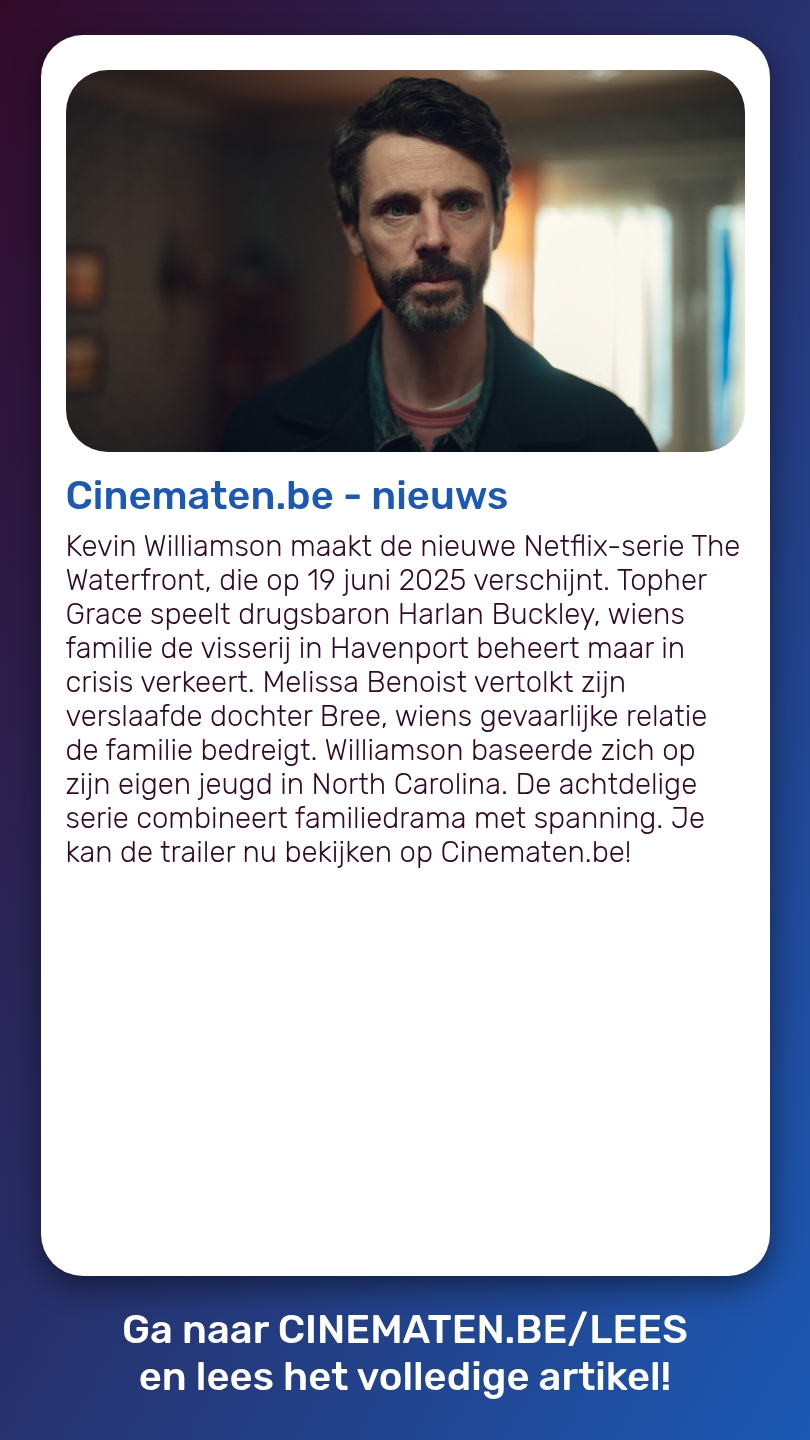 Cinematen.be - nieuws
Kevin Williamson maakt de nieuwe Netflix-serie The
Waterfront, die op 19 juni 2025 verschijnt. Topher
Grace speelt drugsbaron Harlan Buckley, wiens
familie de visserij in Havenport beheert maar in
crisis verkeert. Melissa Benoist vertolkt zijn
verslaafde dochter Bree, wiens gevaarlijke relatie
de familie bedreigt. Williamson baseerde zich op
zijn eigen jeugd in North Carolina. De achtdelige
serie combineert familiedrama met spanning. Je
kan de trailer nu bekijken op Cinematen.be!
Ga naar CINEMATEN.BE/LEES
en lees het volledige artikel!